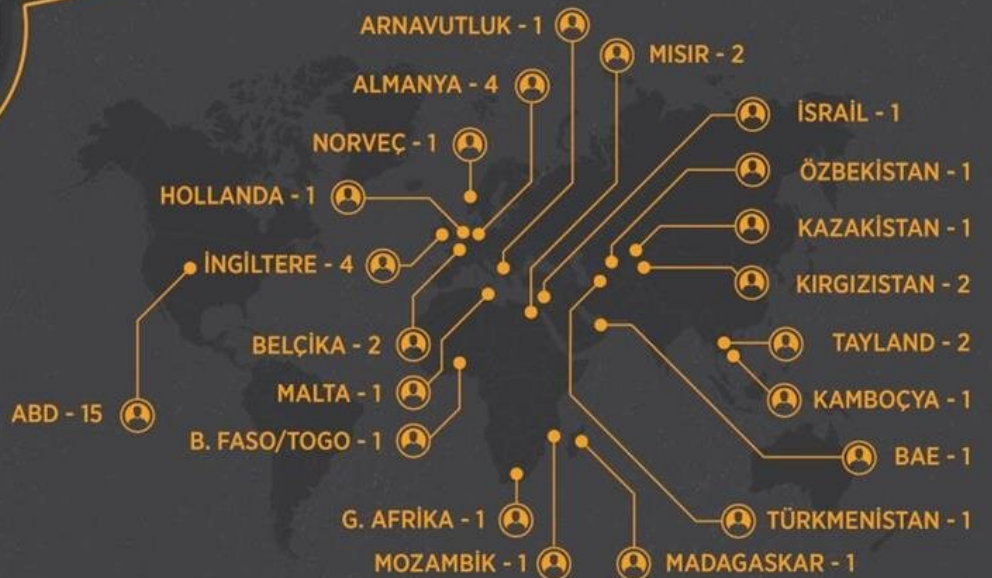 ARNAVUTLUK - 1
MISIR - 2
ALMANYA - 4
İSRAİL - 1
NORVEÇ - 1
ÖZBEKİSTAN - 1
HOLLANDA - 1
KAZAKİSTAN - 1
İNGİLTERE - 4
KIRGIZISTAN - 2
BELÇİKA - 2
TAYLAND - 2
MALTA - 1
KAMBOÇYA - 1
ABD - 15
B. FASO/TOGO - 1
BAE - 1
G. AFRİKA - 1
TÜRKMENİSTAN - 1
MOZAMBİK - 1
MADAGASKAR - 1